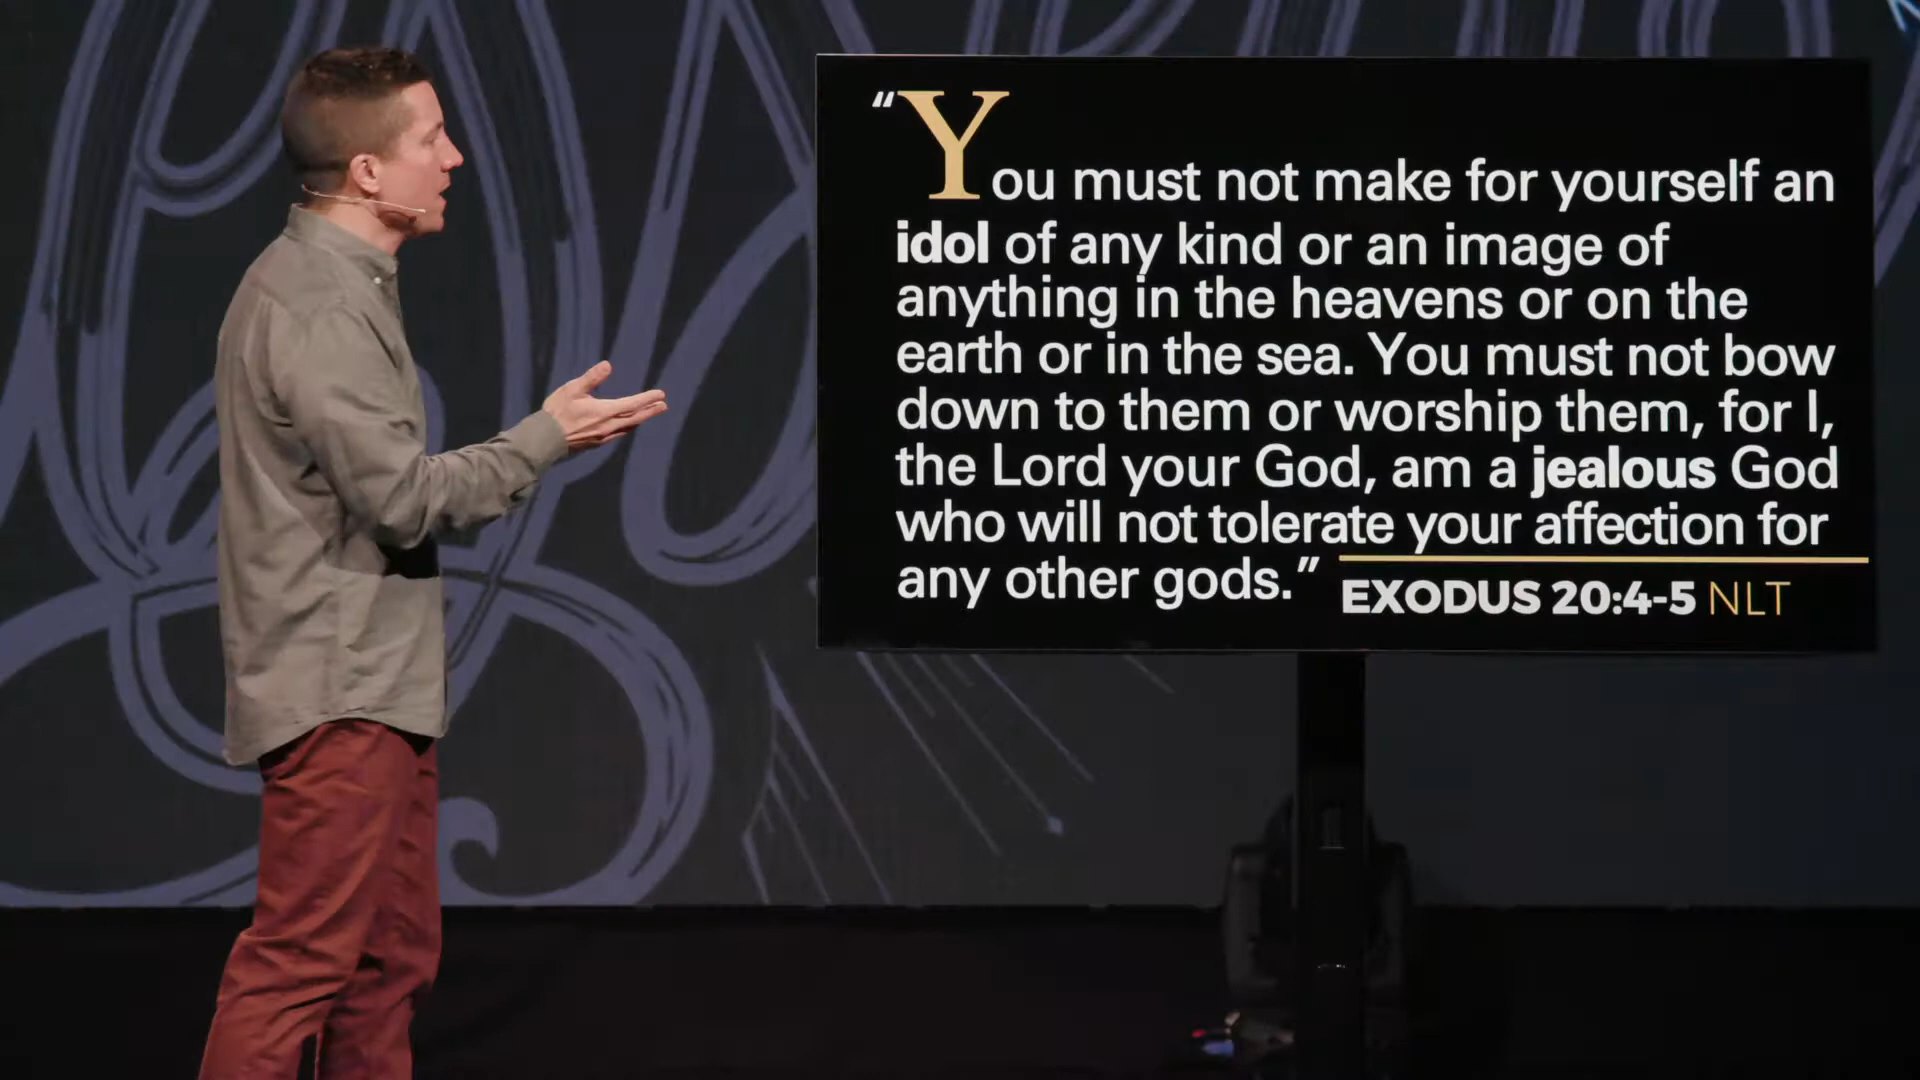 “You must not make for yourself an
idol of any kind or an image of
anything in the heavens or on the
earth or in the sea. You must not bow
down to them or worship them, for I,
the Lord your God, am a jealous God
who will not tolerate your affection for
any other gods.”
EXODUS 20:4-5 NLT